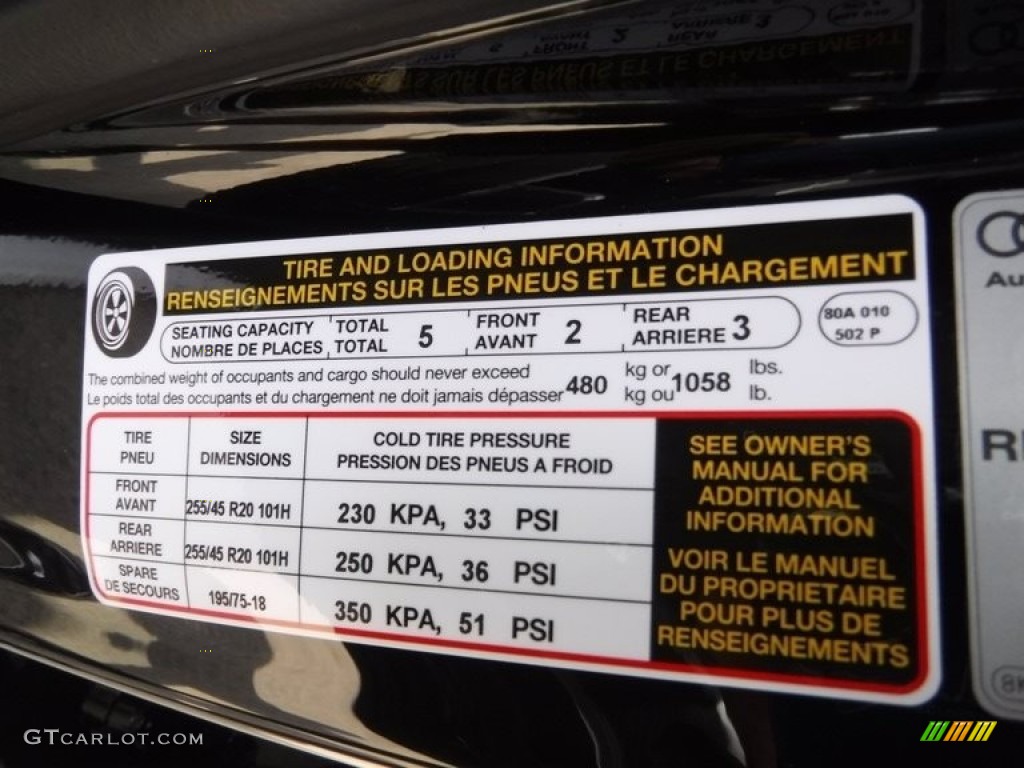 TIRE AND LOADING INFORMATION
RENSEIGNEMENTS SUR LES PNEUS ET LE CHARGEMENT
SEATING CAPACITY TOTAL 5 FRONT 2 REAR 3
NOMBRE DE PLACES TOTAL AVANT ARRIERE
80A 010
502 P
The combined weight of occupants and cargo should never exceed 480 kg or 1058 lbs.
Le poids total des occupants et du chargement ne doit jamais dépasser kg ou lb.
TIRE SIZE COLD TIRE PRESSURE
PNEU DIMENSIONS PRESSION DES PNEUS A FROID
FRONT
AVANT 255/45 R20 101H 230 KPA, 33 PSI
REAR
ARRIERE 255/45 R20 101H 250 KPA, 36 PSI
SPARE
DE SECOURS 195/75-18 350 KPA, 51 PSI
SEE OWNER'S
MANUAL FOR
ADDITIONAL
INFORMATION
VOIR LE MANUEL
DU PROPRIETAIRE
POUR PLUS DE
RENSEIGNEMENTS
GTCARLOT.COM